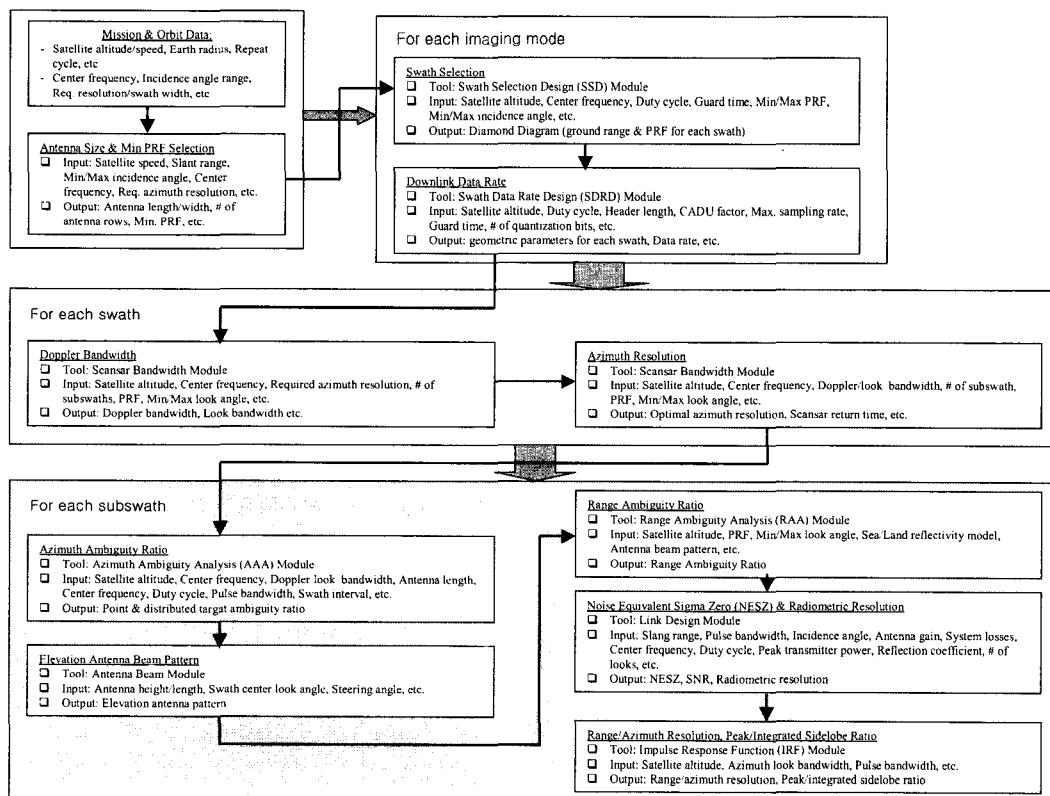 Mission & Orbit Data:
- Satellite altitude/speed, Earth radius, Repeat
cycle, etc
- Center frequency, Incidence angle range,
Req. resolution/swath width, etc
Antenna Size & Min PRF Selection
❑ Input: Satellite speed, Slant range,
Min/Max incidence angle, Center
frequency, Req. azimuth resolution, etc.
❑ Output: Antenna length/width, # of
antenna rows, Min. PRF, etc.
For each imaging mode
Swath Selection
❑ Tool: Swath Selection Design (SSD) Module
❑ Input: Satellite altitude, Center frequency, Duty cycle, Guard time, Min/Max PRF,
Min/Max incidence angle, etc.
❑ Output: Diamond Diagram (ground range & PRF for each swath)
Downlink Data Rate
❑ Tool: Swath Data Rate Design (SDRD) Module
❑ Input: Satellite altitude, Duty cycle, Header length, CADU factor, Max. sampling rate,
Guard time, # of quantization bits, etc.
❑ Output: geometric parameters for each swath, Data rate, etc.
For each swath
Doppler Bandwidth
❑ Tool: Scansar Bandwidth Module
❑ Input: Satellite altitude, Center frequency, Required azimuth resolution, # of
subswaths, PRF, Min/Max look angle, etc.
❑ Output: Doppler bandwidth, Look bandwidth etc.
Azimuth Resolution
❑ Tool: Scansar Bandwidth Module
❑ Input: Satellite altitude, Center frequency, Doppler/look bandwidth, # of subswath,
PRF, Min/Max look angle, etc.
❑ Output: Optimal azimuth resolution, Scansar return time, etc.
For each subswath
Azimuth Ambiguity Ratio
❑ Tool: Azimuth Ambiguity Analysis (AAA) Module
❑ Input: Satellite altitude, Center frequency, Doppler look bandwidth, Antenna length,
Center frequency, Duty cycle, Pulse bandwidth, Swath interval, etc.
❑ Output: Point & distributed target ambiguity ratio
Elevation Antenna Beam Pattern
❑ Tool: Antenna Beam Module
❑ Input: Antenna height/length, Swath center look angle, Steering angle, etc.
❑ Output: Elevation antenna pattern
Range Ambiguity Ratio
❑ Tool: Range Ambiguity Analysis (RAA) Module
❑ Input: Satellite altitude, PRF, Min/Max look angle, Sea/Land reflectivity model,
Antenna beam pattern, etc.
❑ Output: Range Ambiguity Ratio
Noise Equivalent Sigma Zero (NESZ) & Radiometric Resolution
❑ Tool: Link Design Module
❑ Input: Slang range, Pulse bandwidth, Incidence angle, Antenna gain, System losses,
Center frequency, Duty cycle, Peak transmitter power, Reflection coefficient, # of
looks, etc.
❑ Output: NESZ, SNR, Radiometric resolution
Range/Azimuth Resolution, Peak/Integrated Sidelobe Ratio
❑ Tool: Impulse Response Function (IRF) Module
❑ Input: Satellite altitude, Azimuth look bandwidth, Pulse bandwidth, etc.
❑ Output: Range/azimuth resolution, Peak/integrated sidelobe ratio